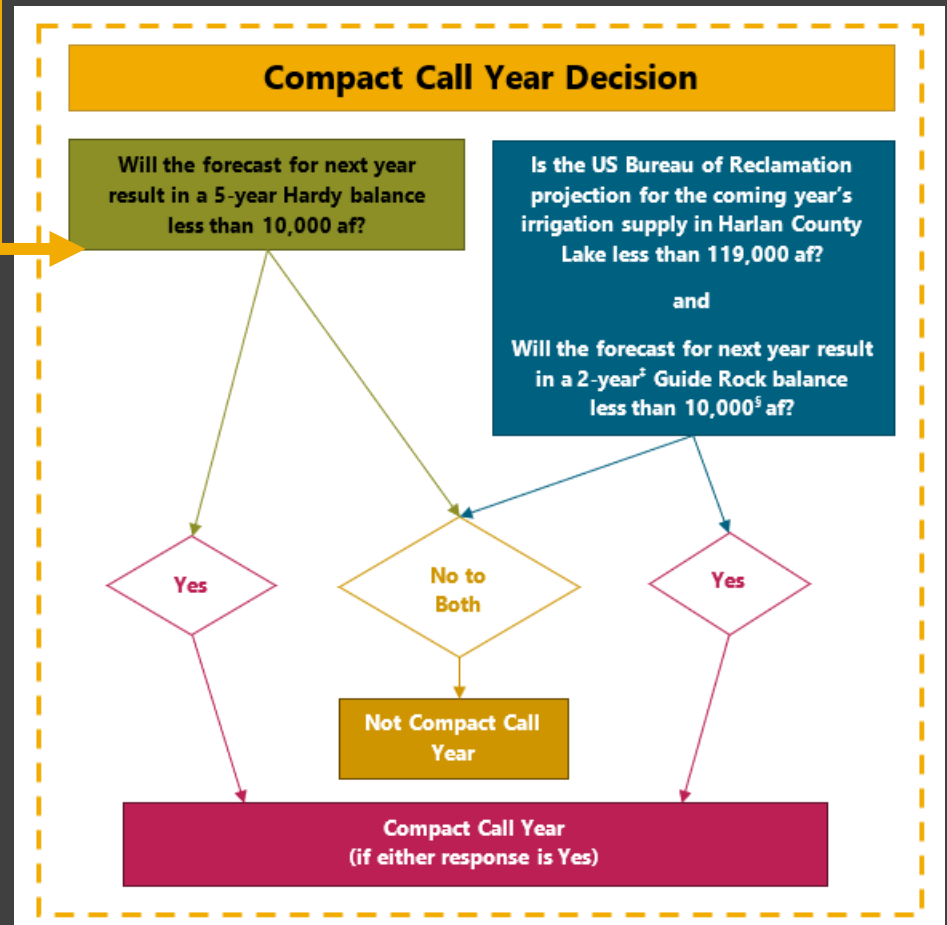 Compact Call Year Decision
Will the forecast for next year
result in a 5-year Hardy balance
less than 10,000 af?
Is the US Bureau of Reclamation
projection for the coming year's
irrigation supply in Harlan County
Lake less than 119,000 af?
and
Will the forecast for next year result
in a 2-year‡ Guide Rock balance
less than 10,000§ af?
Yes
No to
Both
Yes
Not Compact Call
Year
Compact Call Year
(if either response is Yes)